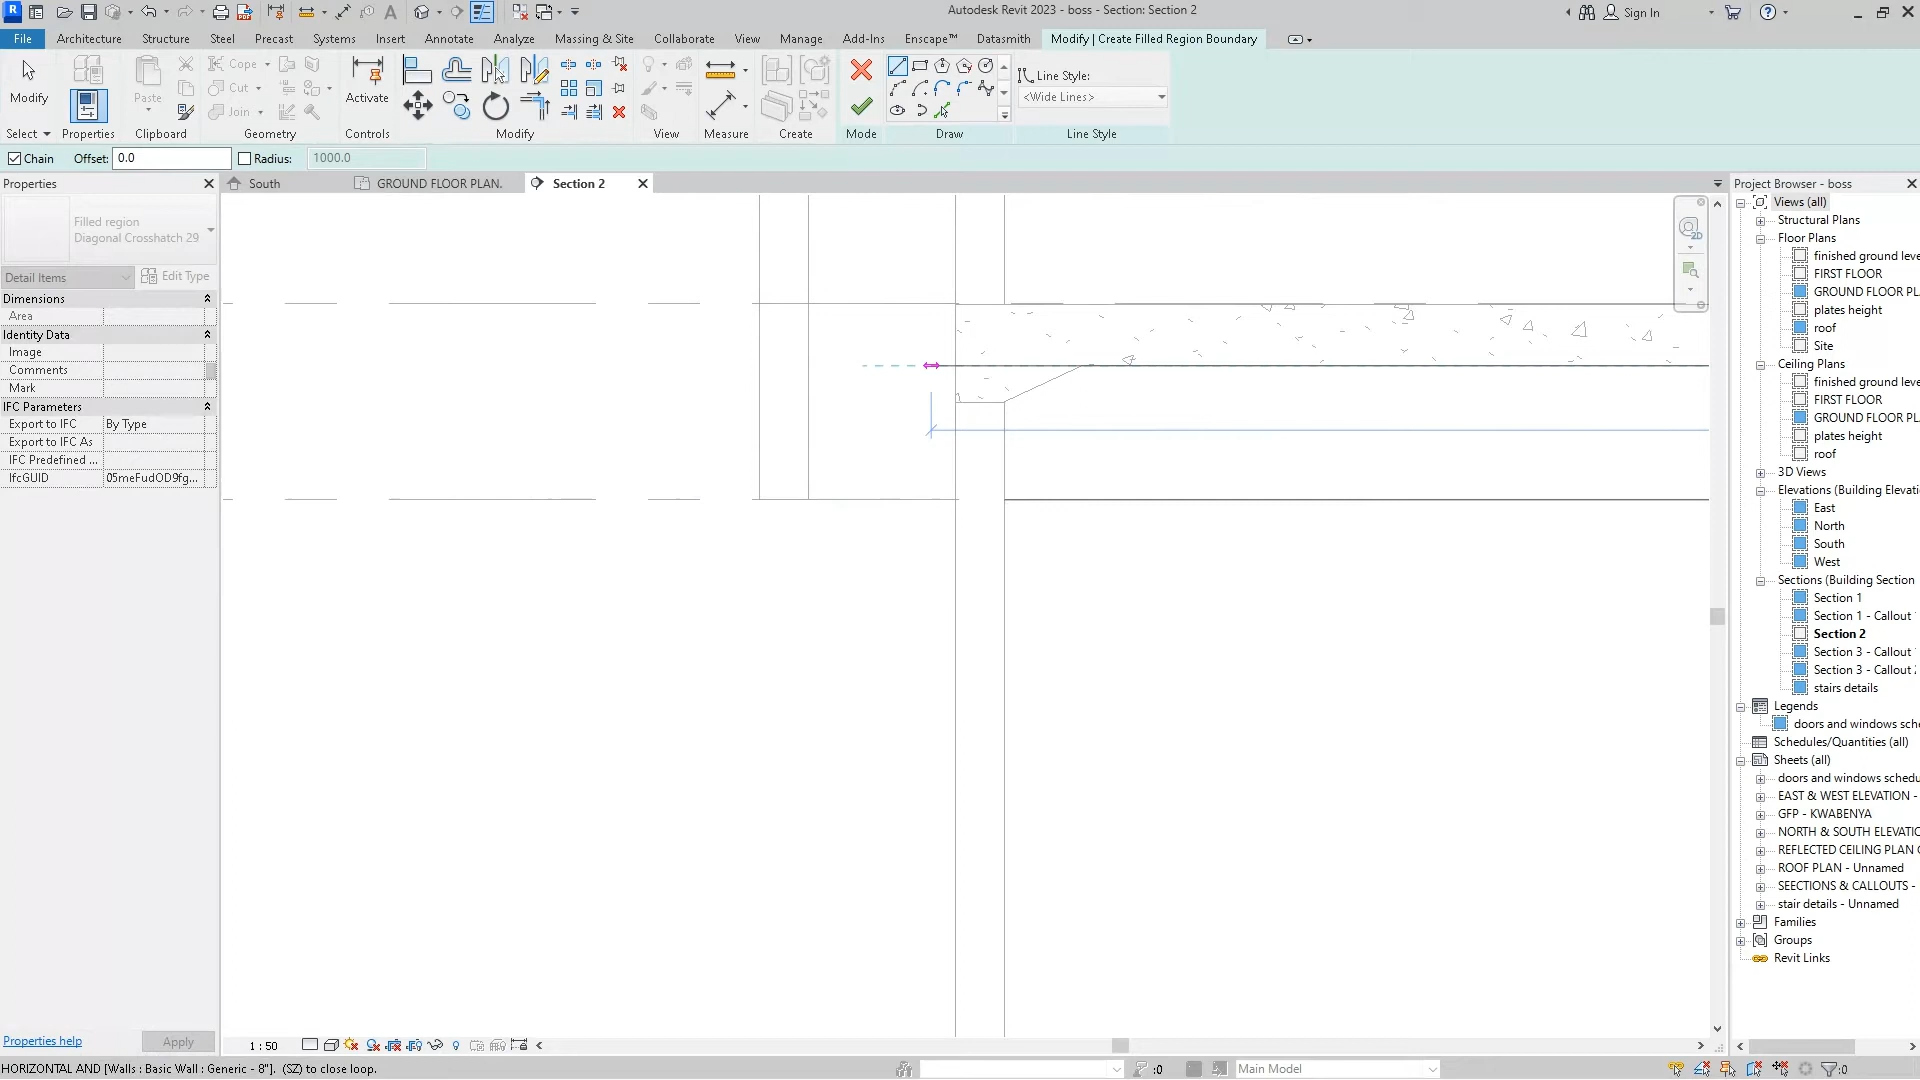 Autodesk Revit 2023 - boss - Section: Section 2
Sign In
File
Architecture
Structure
Steel
Precast
Systems
Insert
Annotate
Analyze
Massing & Site
Collaborate
View
Manage
Add-Ins
Enscape™
Datasmith
Modify | Create Filled Region Boundary
Modify
Paste
Cope
Cut
Join
Activate
Line Style:
<Wide Lines>
Select
Properties
Clipboard
Geometry
Controls
Modify
View
Measure
Create
Mode
Draw
Line Style
Chain
Offset:
0.0
Radius:
1000.0
Properties
South
GROUND FLOOR PLAN.
Section 2
Project Browser - boss
Filled region
Diagonal Crosshatch 29
Detail Items
Edit Type
Dimensions
Area
Identity Data
Image
Comments
Mark
IFC Parameters
Export to IFC
By Type
Export to IFC As
IFC Predefined ...
IfcGUID
05meFudOD9fg...
2D
Views (all)
Structural Plans
Floor Plans
finished ground leve
FIRST FLOOR
GROUND FLOOR PL
plates height
roof
Site
Ceiling Plans
finished ground leve
FIRST FLOOR
GROUND FLOOR PL
plates height
roof
3D Views
Elevations (Building Elevati
East
North
South
West
Sections (Building Section
Section 1
Section 1 - Callout
Section 2
Section 3 - Callout
Section 3 - Callout
stairs details
Legends
doors and windows sche
Schedules/Quantities (all)
Sheets (all)
doors and windows schedu
EAST & WEST ELEVATION -
GFP - KWABENYA
NORTH & SOUTH ELEVATIO
REFLECTED CEILING PLAN
ROOF PLAN - Unnamed
SEECTIONS & CALLOUTS -
stair details - Unnamed
Families
Groups
Revit Links
Properties help
Apply
1 : 50
HORIZONTAL AND [Walls : Basic Wall : Generic - 8"]. (SZ) to close loop.
:0
Main Model
:0